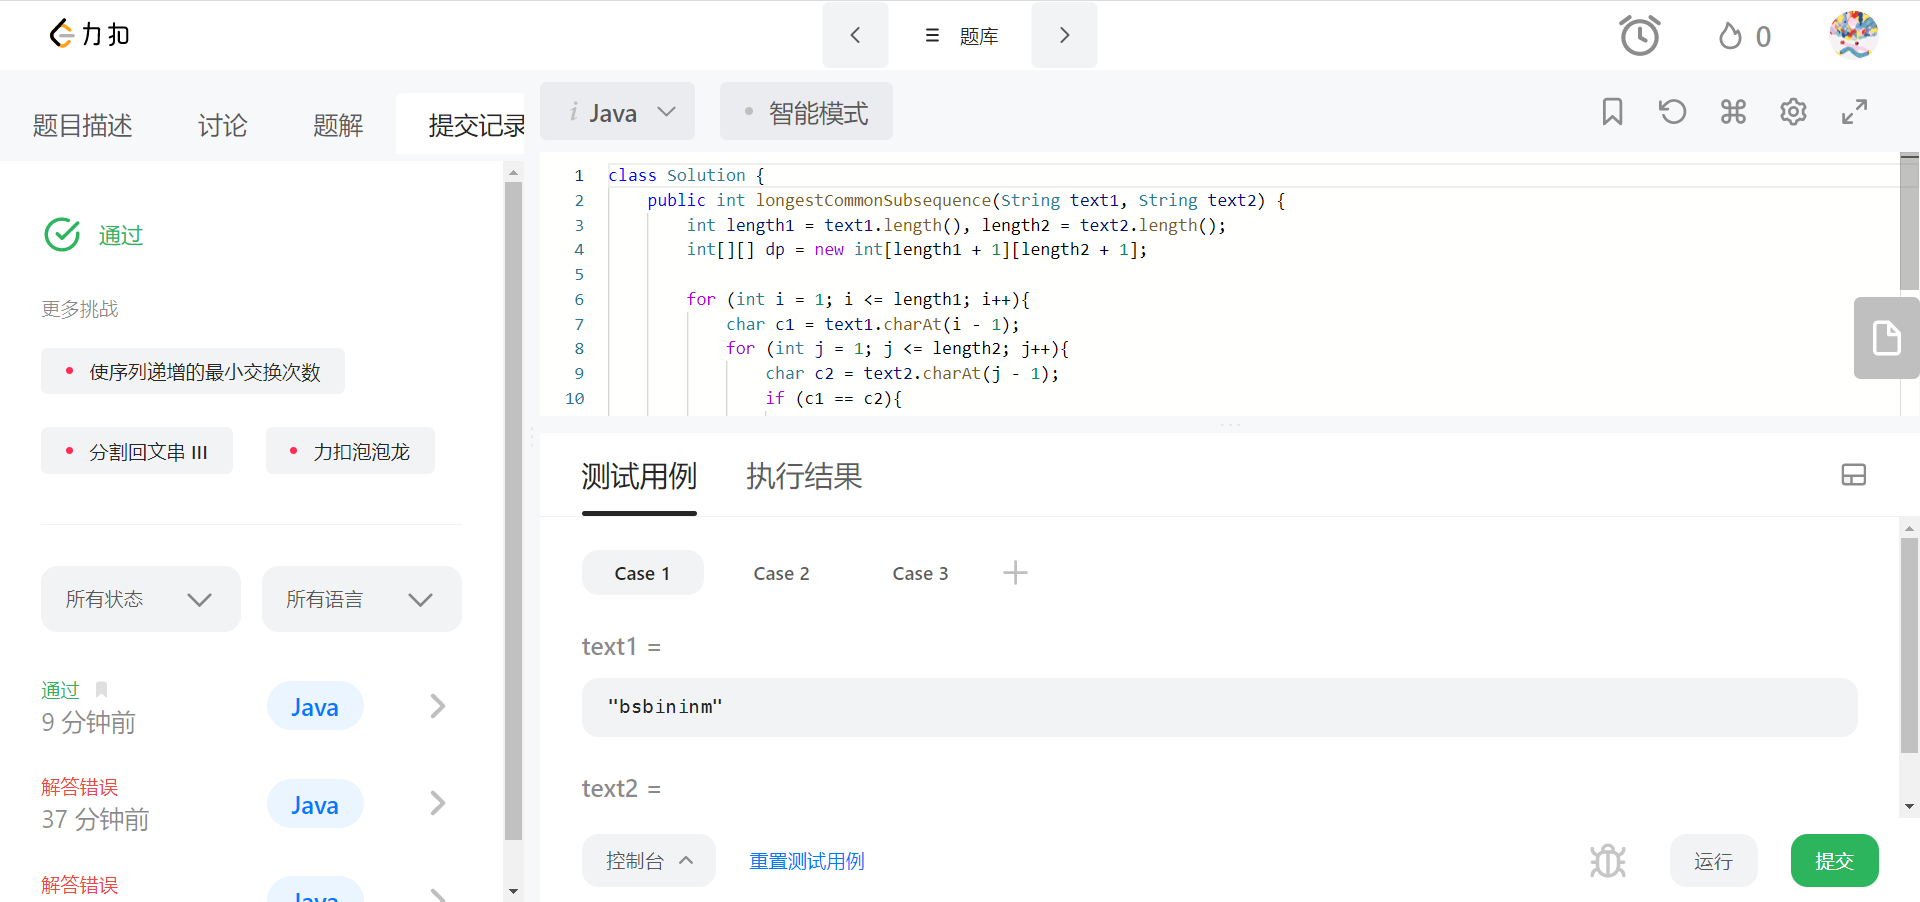 力扣
题库
0
题目描述
讨论
题解
提交记录
i Java
智能模式
通过
更多挑战
使序列递增的最小交换次数
分割回文串 III
力扣泡泡龙
所有状态
所有语言
通过
9 分钟前
Java
解答错误
37 分钟前
Java
解答错误
Java
1 class Solution {
2 public int longestCommonSubsequence(String text1, String text2) {
3 int length1 = text1.length(), length2 = text2.length();
4 int[][] dp = new int[length1 + 1][length2 + 1];
5
6 for (int i = 1; i <= length1; i++){
7 char c1 = text1.charAt(i - 1);
8 for (int j = 1; j <= length2; j++){
9 char c2 = text2.charAt(j - 1);
10 if (c1 == c2){
测试用例
执行结果
Case 1
Case 2
Case 3
text1 =
"bsbininm"
text2 =
控制台
重置测试用例
运行
提交